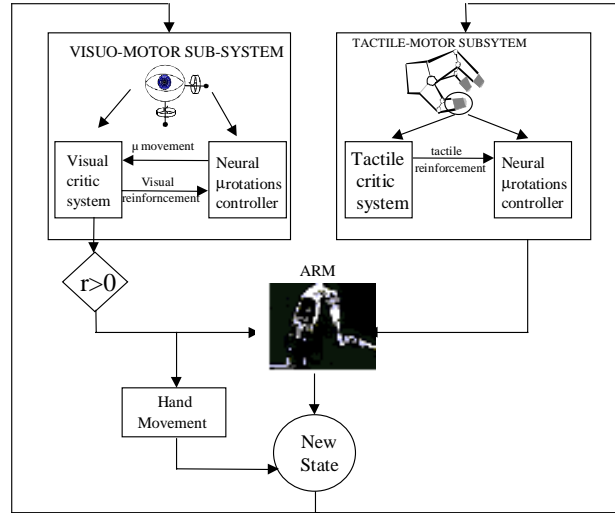 VISUO-MOTOR SUB-SYSTEM
μ movement
Visual
critic
system
Visual
reinforncement
Neural
μrotations
controller
TACTILE-MOTOR SUBSYTEM
Tactile
critic
system
tactile
reinforcement
Neural
μrotations
controller
r>0
ARM
Hand
Movement
New
State